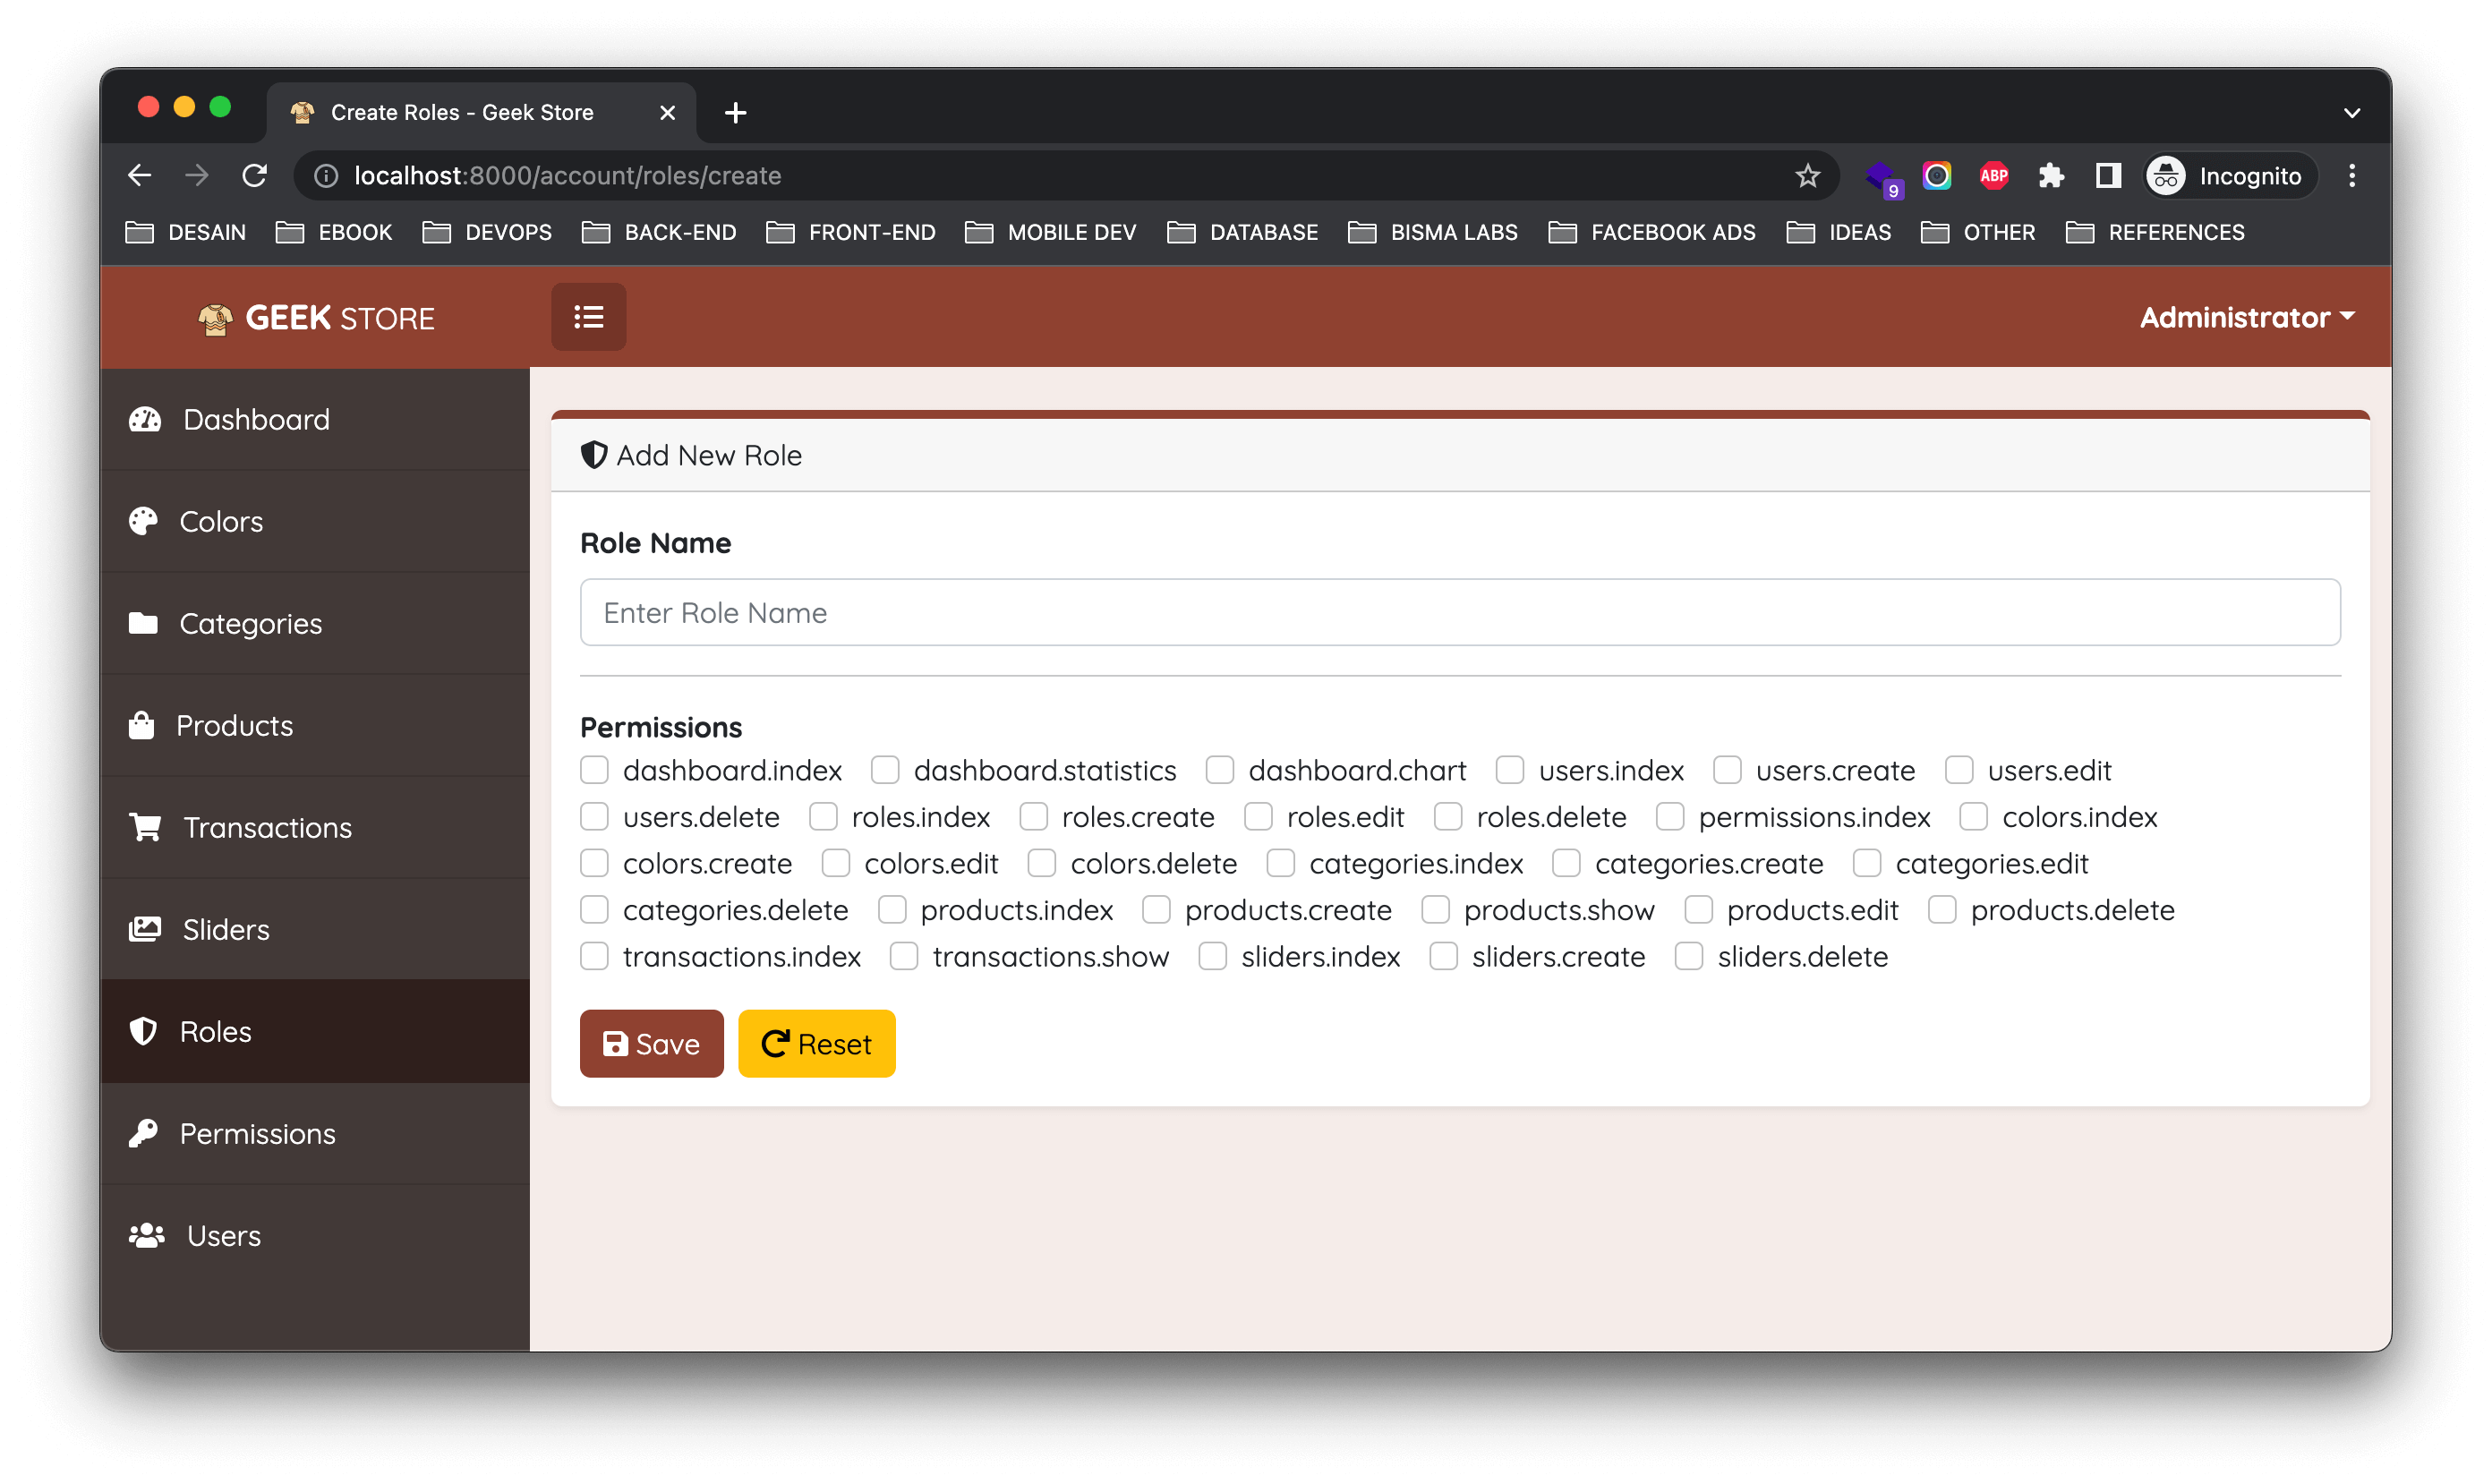 Create Roles - Geek Store
localhost:8000/account/roles/create
9
ABP
Incognito
DESAIN EBOOK DEVOPS BACK-END FRONT-END MOBILE DEV DATABASE BISMA LABS FACEBOOK ADS IDEAS OTHER REFERENCES
GEEK STORE
Administrator
Dashboard
Colors
Categories
Products
Transactions
Sliders
Roles
Permissions
Users
Add New Role
Role Name
Enter Role Name
Permissions
dashboard.index dashboard.statistics dashboard.chart users.index users.create users.edit
users.delete roles.index roles.create roles.edit roles.delete permissions.index colors.index
colors.create colors.edit colors.delete categories.index categories.create categories.edit
categories.delete products.index products.create products.show products.edit products.delete
transactions.index transactions.show sliders.index sliders.create sliders.delete
Save Reset